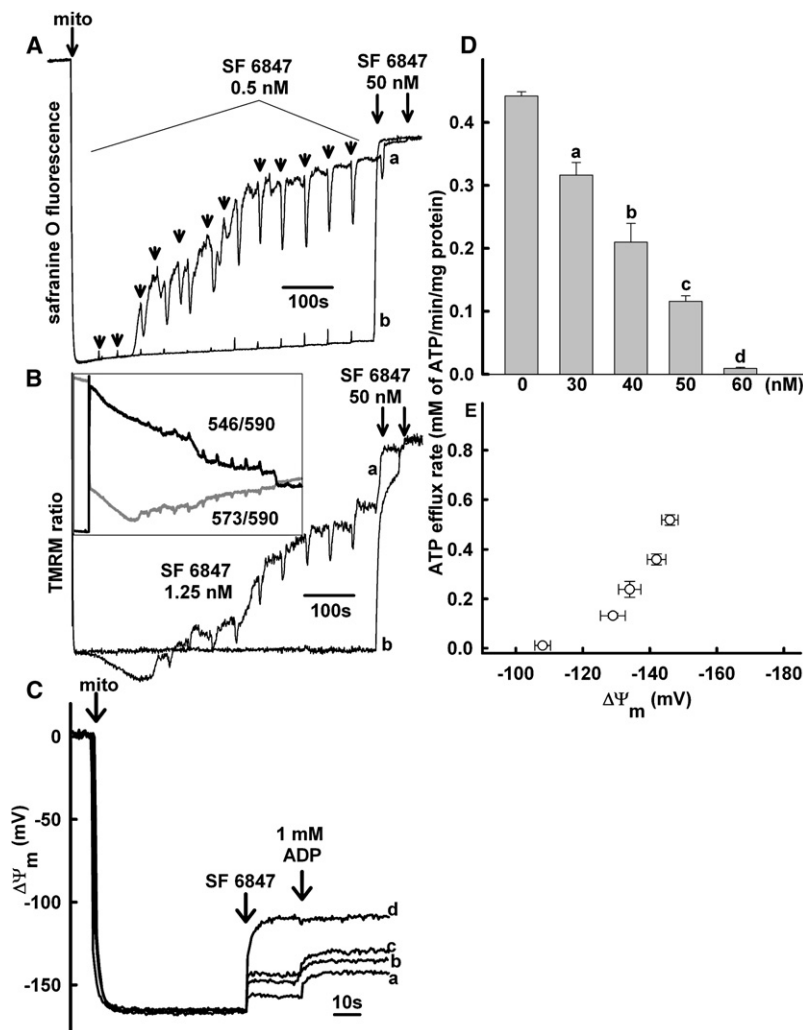 mito
A
SF 6847
0.5 nM
SF 6847
50 nM
a
safranine O fluorescence
100s
b
B
SF 6847
50 nM
546/590
573/590
a
TMRM ratio
SF 6847
1.25 nM
100s
b
C
mito
0
-50
-100
-150
ΔΨm (mV)
SF 6847
1 mM
ADP
d
c
b
a
10s
D
0.4
0.3
0.2
0.1
0.0
a
b
c
d
0 30 40 50 60 (nM)
ATP efflux rate (mM of ATP/min/mg protein)
E
0.8
0.6
0.4
0.2
0.0
-100 -120 -140 -160 -180
ΔΨm (mV)